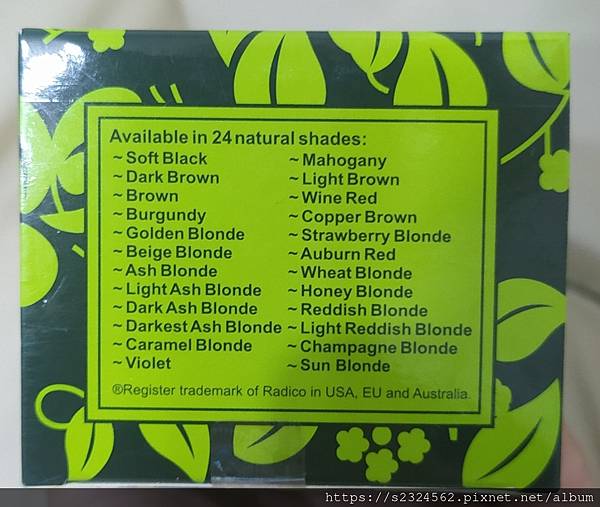 Available in 24 natural shades:
~ Soft Black
~ Dark Brown
~ Brown
~ Burgundy
~ Golden Blonde
~ Beige Blonde
~ Ash Blonde
~ Light Ash Blonde
~ Dark Ash Blonde
~ Darkest Ash Blonde
~ Caramel Blonde
~ Violet
~ Mahogany
~ Light Brown
~ Wine Red
~ Copper Brown
~ Strawberry Blonde
~ Auburn Red
~ Wheat Blonde
~ Honey Blonde
~ Reddish Blonde
~ Light Reddish Blonde
~ Champagne Blonde
~ Sun Blonde
®Register trademark of Radico in USA, EU and Australia.
https://s2324562.pixnet.net/album